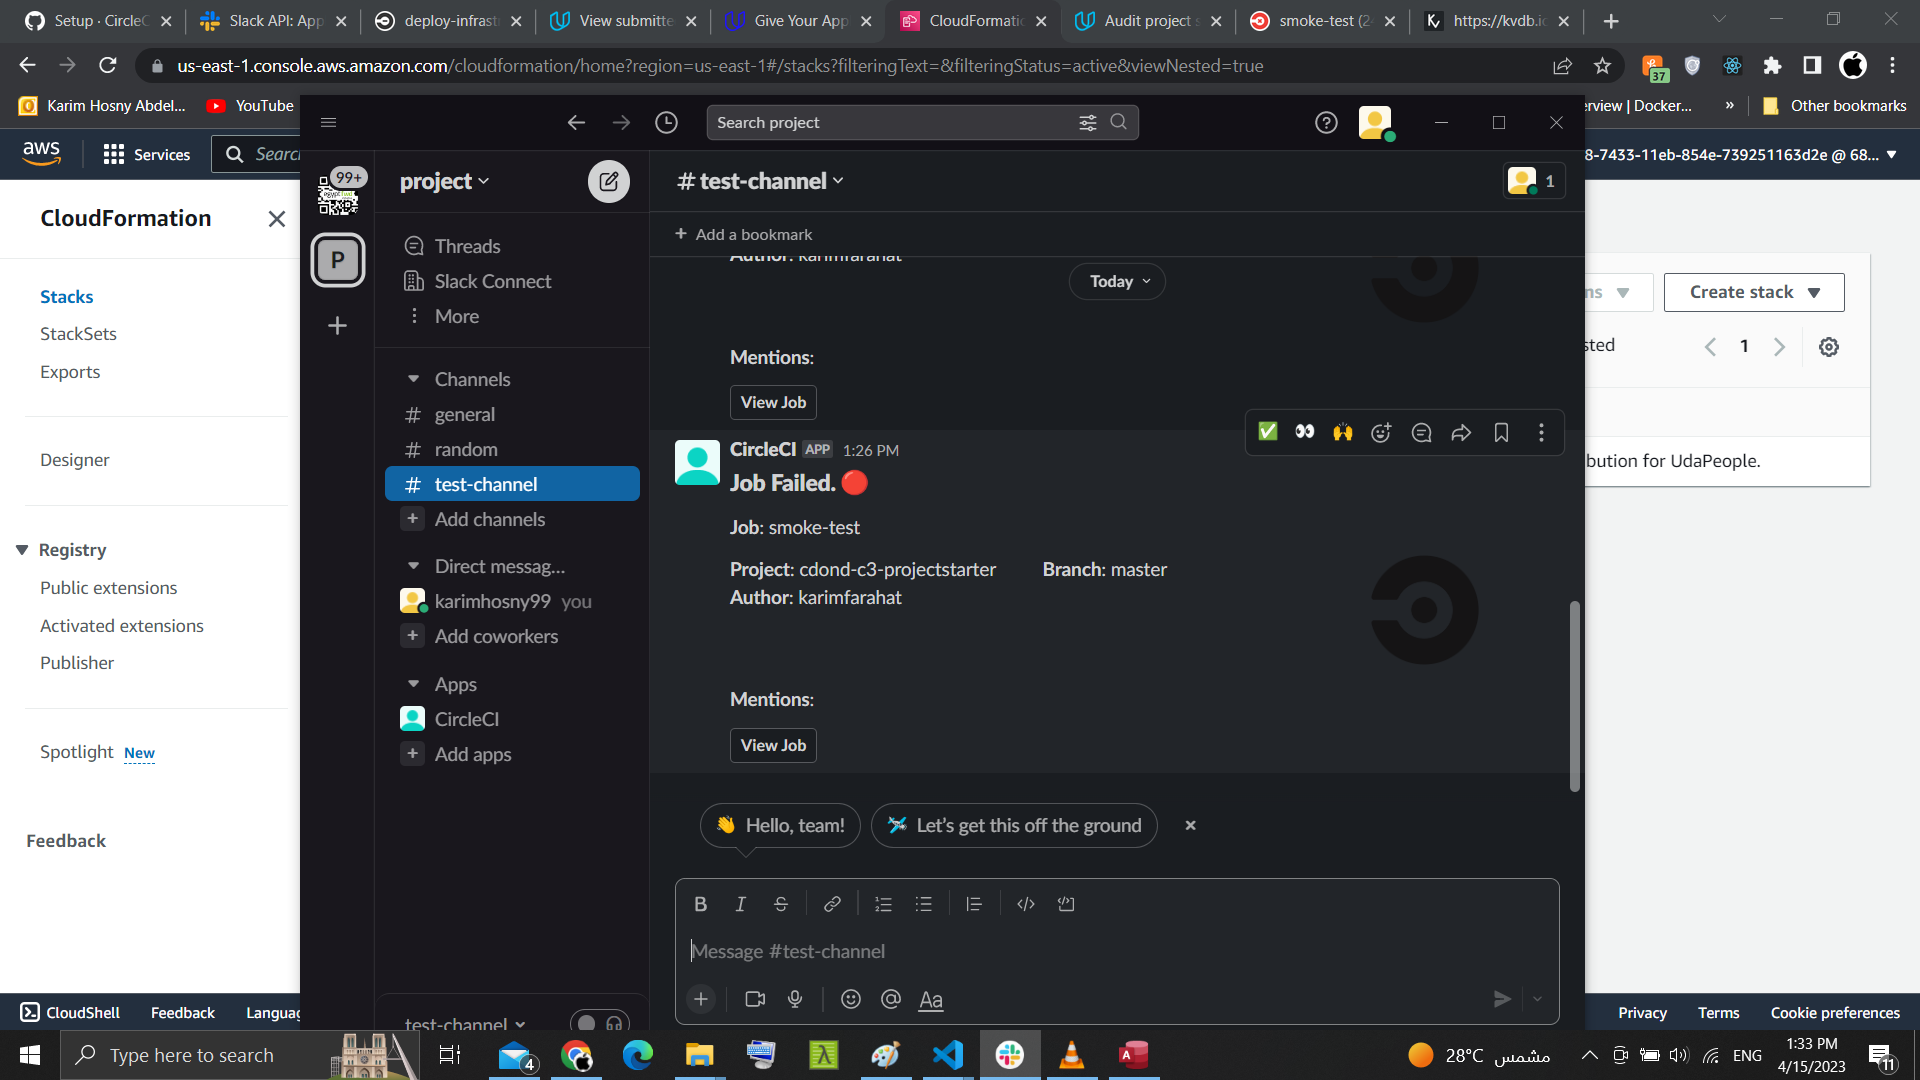 Setup · CircleC
Slack API: App
deploy-infrast
View submitte
Give Your App
CloudFormatio
Audit project s
smoke-test (2
https://kvdb.io
us-east-1.console.aws.amazon.com/cloudformation/home?region=us-east-1#/stacks?filteringText=&filteringStatus=active&viewNested=true
37
Karim Hosny Abdel...
YouTube
erview | Docker...
»
Other bookmarks
Search project
aws
Services
Searc
8-7433-11eb-854e-739251163d2e @ 68...
CloudFormation
Stacks
StackSets
Exports
Designer
Registry
Public extensions
Activated extensions
Publisher
Spotlight New
Feedback
99+
P
project
Threads
Slack Connect
More
Channels
# general
# random
# test-channel
Add channels
Direct messag...
karimhosny99 you
Add coworkers
Apps
CircleCI
Add apps
test-channel
# test-channel
1
+ Add a bookmark
Author: karimfarahat
Today
Mentions:
View Job
CircleCI APP 1:26 PM
Job Failed.
Job: smoke-test
Project: cdond-c3-projectstarter Branch: master
Author: karimfarahat
Mentions:
View Job
Hello, team!
Let's get this off the ground
B I S
Message #test-channel
Aa
ns
Create stack
sted
1
bution for UdaPeople.
CloudShell
Feedback
Languag
Privacy
Terms
Cookie preferences
Type here to search
4
28°C مشمس
ENG
1:33 PM
4/15/2023
11